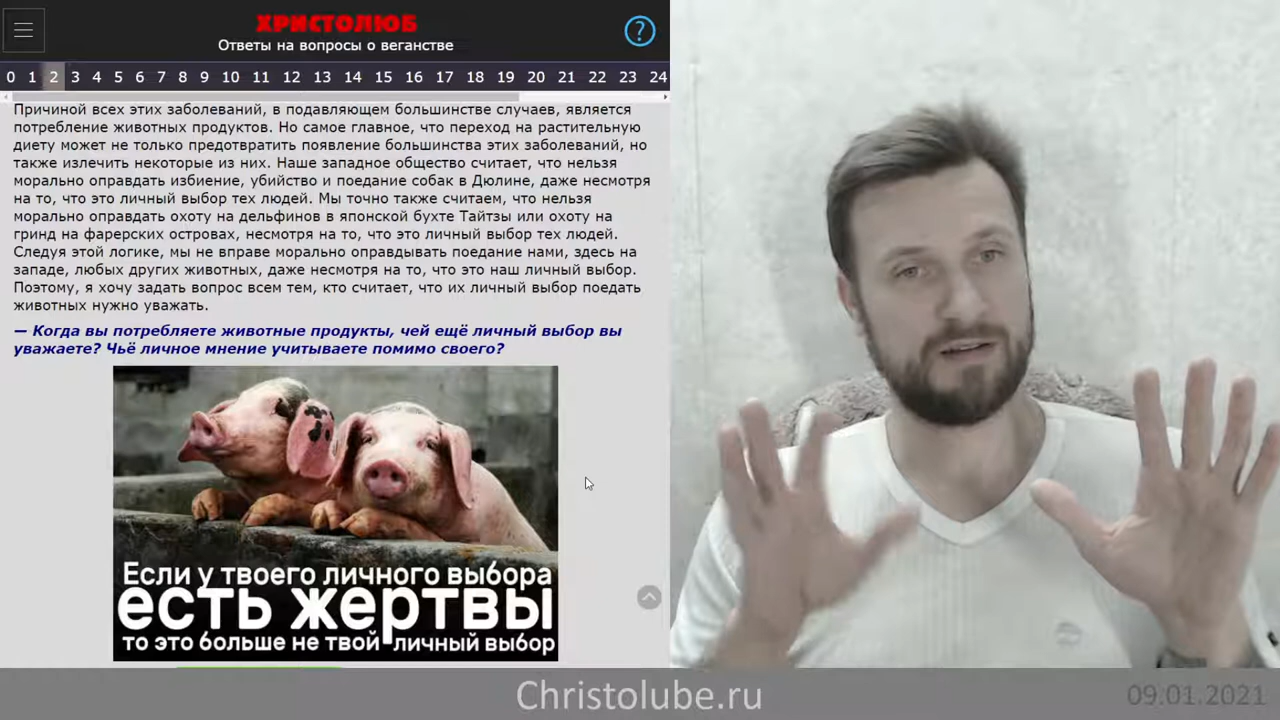 ХРИСТОЛЮБ
Ответы на вопросы о веганстве
?
0 1 2 3 4 5 6 7 8 9 10 11 12 13 14 15 16 17 18 19 20 21 22 23 24
Причиной всех этих заболеваний, в подавляющем большинстве случаев, является
потребление животных продуктов. Но самое главное, что переход на растительную
диету может не только предотвратить появление большинства этих заболеваний, но
также излечить некоторые из них. Наше западное общество считает, что нельзя
морально оправдать избиение, убийство и поедание собак в Дюлине, даже несмотря
на то, что это личный выбор тех людей. Мы точно также считаем, что нельзя
морально оправдать охоту на дельфинов в японской бухте Тайтзы или охоту на
гринд на фарерских островах, несмотря на то, что это личный выбор тех людей.
Следуя этой логике, мы не вправе морально оправдывать поедание нами, здесь на
западе, любых других животных, даже несмотря на то, что это наш личный выбор.
Поэтому, я хочу задать вопрос всем тем, кто считает, что их личный выбор поедать
животных нужно уважать.
— Когда вы потребляете животные продукты, чей ещё личный выбор вы
уважаете? Чьё личное мнение учитываете помимо своего?
Если у твоего личного выбора
есть жертвы
то это больше не твой личный выбор
Christolube.ru
09.01.2021